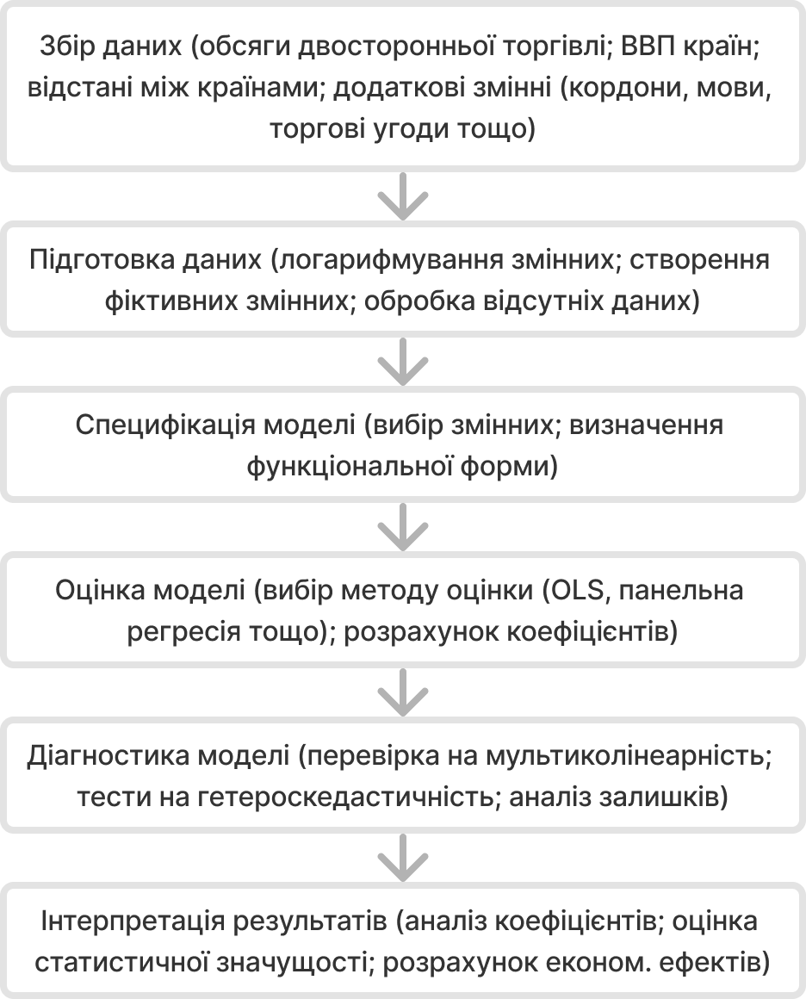 Збір даних (обсяги двосторонньої торгівлі; ВВП країн;
відстані між країнами; додаткові змінні (кордони, мови,
торгові угоди тощо)
Підготовка даних (логарифмування змінних; створення
фіктивних змінних; обробка відсутніх даних)
Специфікація моделі (вибір змінних; визначення
функціональної форми)
Оцінка моделі (вибір методу оцінки (OLS, панельна
регресія тощо); розрахунок коефіцієнтів)
Діагностика моделі (перевірка на мультиколінеарність;
тести на гетероскедастичність; аналіз залишків)
Інтерпретація результатів (аналіз коефіцієнтів; оцінка
статистичної значущості; розрахунок економ. ефектів)